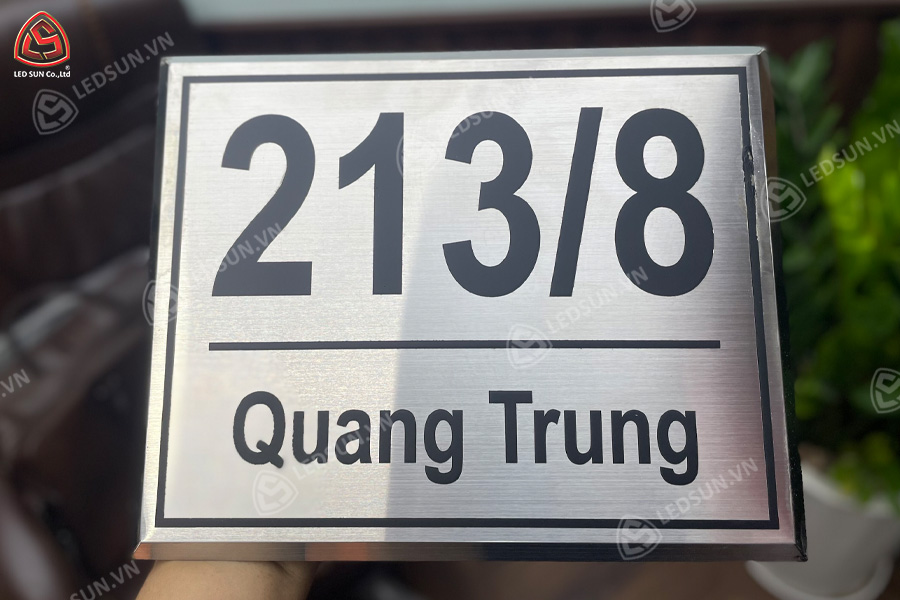 LED SUN Co.,Ltd
LEDSUN.VN
213/8
Quang Trung